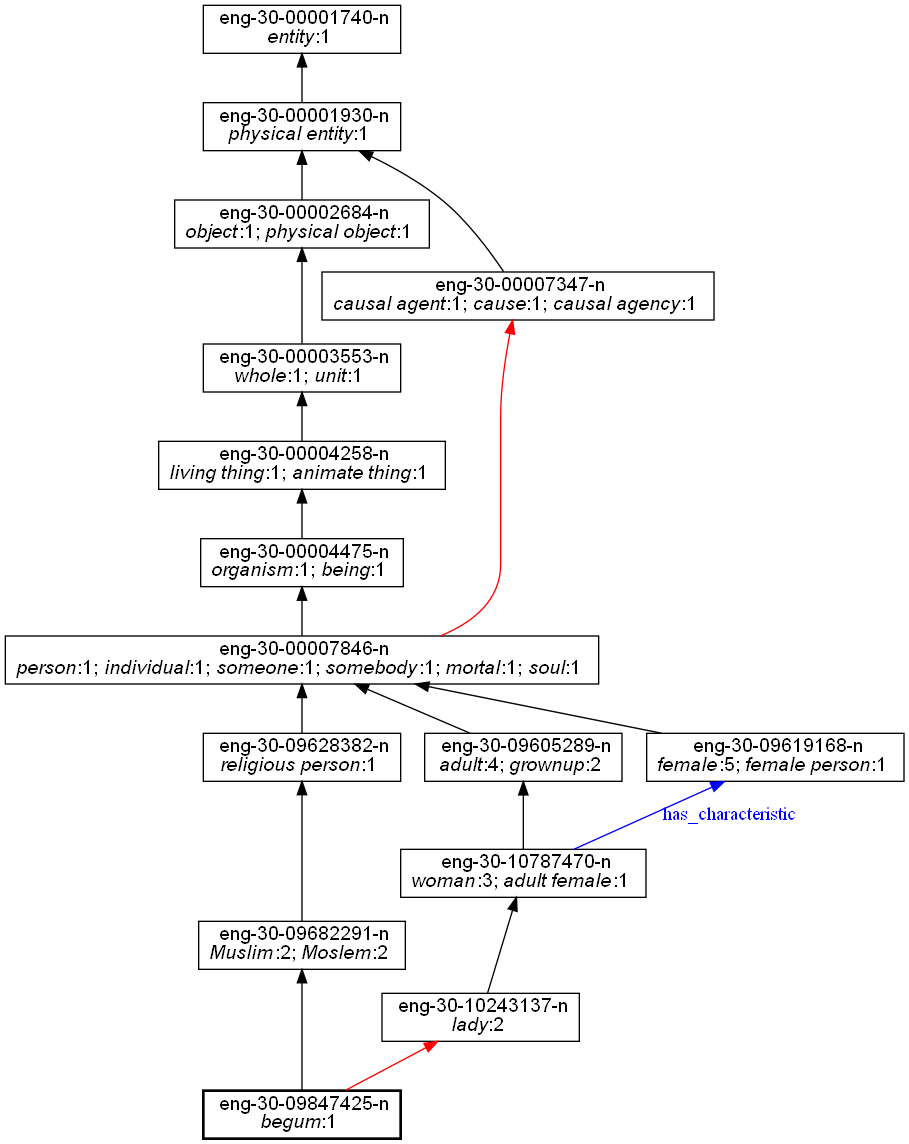 eng-30-00001740-n
entity:1
eng-30-00001930-n
physical entity:1
eng-30-00002684-n
object:1; physical object:1
eng-30-00007347-n
causal agent:1; cause:1; causal agency:1
eng-30-00003553-n
whole:1; unit:1
eng-30-00004258-n
living thing:1; animate thing:1
eng-30-00004475-n
organism:1; being:1
eng-30-00007846-n
person:1; individual:1; someone:1; somebody:1; mortal:1; soul:1
eng-30-09628382-n
religious person:1
eng-30-09605289-n
adult:4; grownup:2
eng-30-09619168-n
female:5; female person:1
has_characteristic
eng-30-10787470-n
woman:3; adult female:1
eng-30-09682291-n
Muslim:2; Moslem:2
eng-30-10243137-n
lady:2
eng-30-09847425-n
begum:1